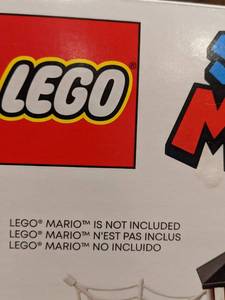 LEGO
M
LEGO® MARIO™ IS NOT INCLUDED
LEGO® MARIO™ N'EST PAS INCLUS
LEGO® MARIO™ NO INCLUIDO